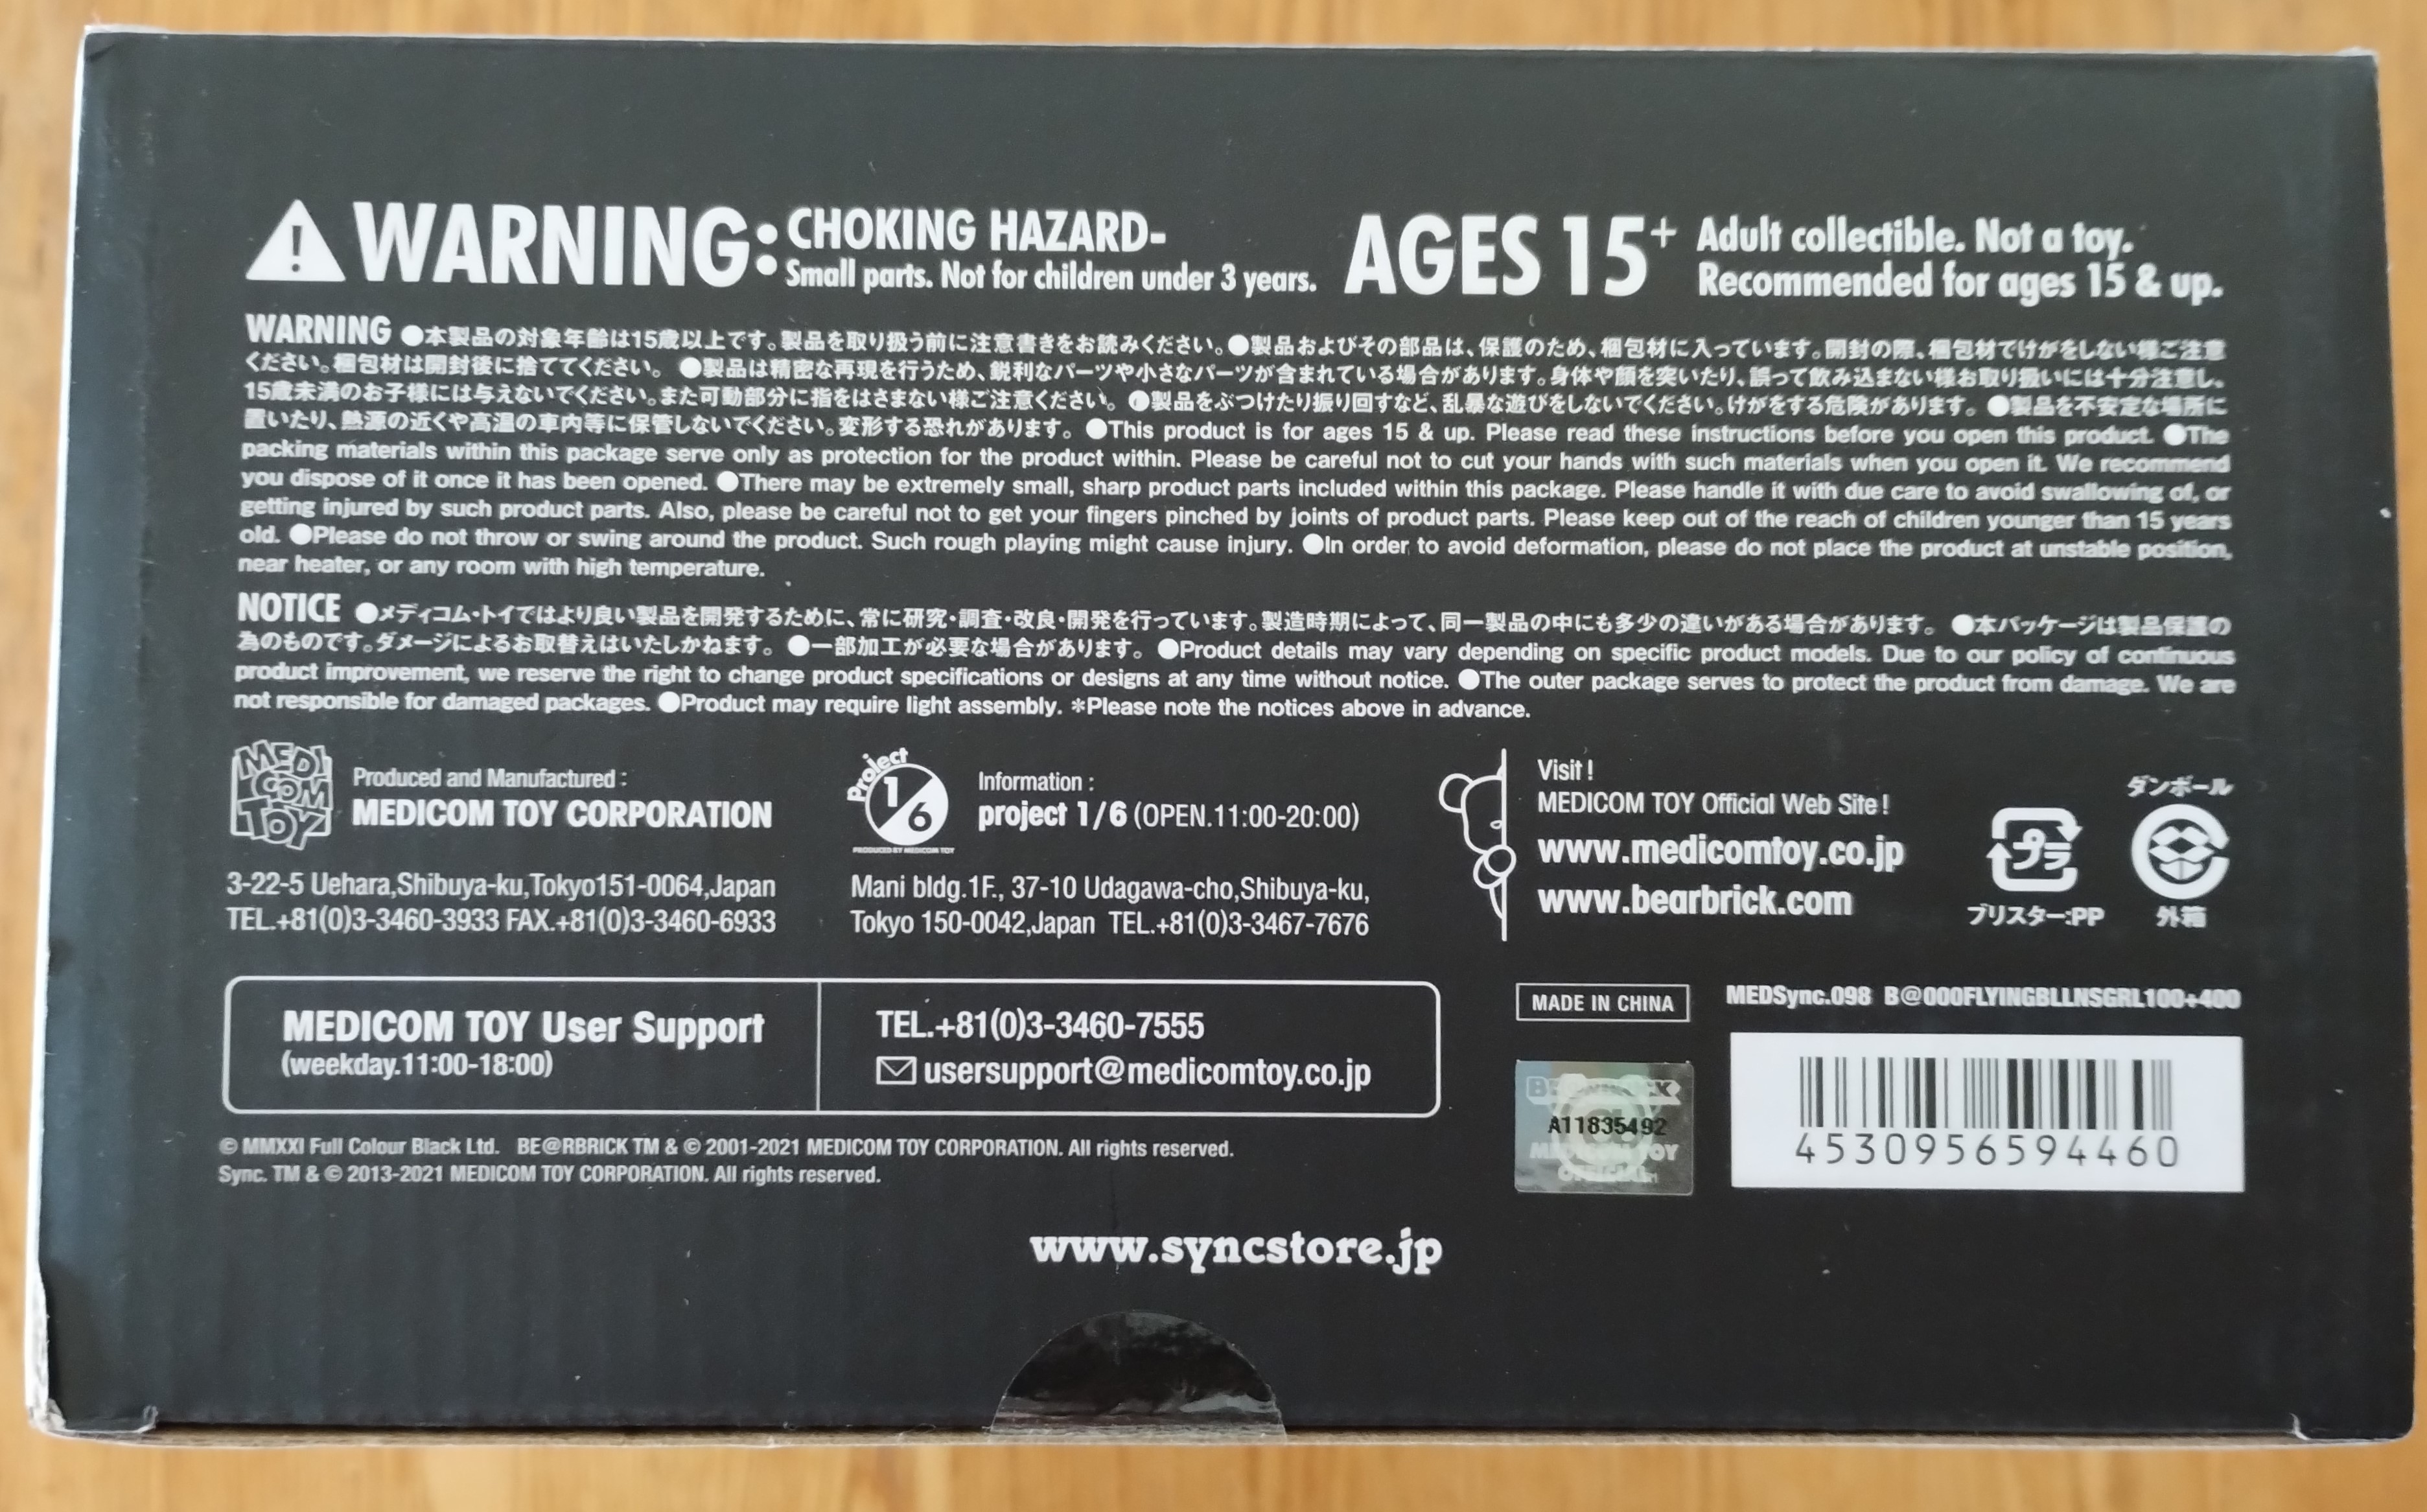 WARNING: CHOKING HAZARD-
Small parts. Not for children under 3 years.
AGES 15+ Adult collectible. Not a toy.
Recommended for ages 15 & up.
WARNING ●本製品の対象年齢は15歳以上です。製品を取り扱う前に注意書きをお読みください。●製品およびその部品は、保護のため、梱包材に入っています。開封の際、梱包材でけがをしない様ご注意
ください。梱包材は開封後に捨ててください。 ●製品は精密な再現を行うため、鋭利なパーツや小さなパーツが含まれている場合があります。身体や顔を突いたり、誤って飲み込まない様お取り扱いには十分注意し、
15歳未満のお子様には与えないでください。また可動部分に指をはさまない様ご注意ください。 ●製品をぶつけたり振り回すなど、乱暴な遊びをしないでください。けがをする危険があります。 ●製品を不安定な場所に
置いたり、熱源の近くや高温の車内等に保管しないでください。変形する恐れがあります。 ●This product is for ages 15 & up. Please read these instructions before you open this product. ●The
packing materials within this package serve only as protection for the product within. Please be careful not to cut your hands with such materials when you open it. We recommend
you dispose of it once it has been opened. ●There may be extremely small, sharp product parts included within this package. Please handle it with due care to avoid swallowing of, or
getting injured by such product parts. Also, please be careful not to get your fingers pinched by joints of product parts. Please keep out of the reach of children younger than 15 years
old. ●Please do not throw or swing around the product. Such rough playing might cause injury. ●In order to avoid deformation, please do not place the product at unstable position,
near heater, or any room with high temperature.
NOTICE ●メディコム・トイではより良い製品を開発するために、常に研究・調査・改良・開発を行っています。製造時期によって、同一製品の中にも多少の違いがある場合があります。 ●本パッケージは製品保護の
為のものです。ダメージによるお取替えはいたしかねます。 ●一部加工が必要な場合があります。 ●Product details may vary depending on specific product models. Due to our policy of continuous
product improvement, we reserve the right to change product specifications or designs at any time without notice. ●The outer package serves to protect the product from damage. We are
not responsible for damaged packages. ●Product may require light assembly. *Please note the notices above in advance.
MEDI
COM
TOY
Produced and Manufactured :
MEDICOM TOY CORPORATION
3-22-5 Uehara,Shibuya-ku,Tokyo151-0064,Japan
TEL.+81(0)3-3460-3933 FAX.+81(0)3-3460-6933
Project
1/6
PRODUCED BY MEDICOM TOY
Information :
project 1/6 (OPEN.11:00-20:00)
Mani bldg.1F., 37-10 Udagawa-cho,Shibuya-ku,
Tokyo 150-0042,Japan TEL.+81(0)3-3467-7676
Visit !
MEDICOM TOY Official Web Site !
www.medicomtoy.co.jp
www.bearbrick.com
プラ
ブリスター:PP
ダンボール
外箱
MEDICOM TOY User Support
(weekday.11:00-18:00)
TEL.+81(0)3-3460-7555
usersupport@medicomtoy.co.jp
MADE IN CHINA
MEDSync.098 B@000FLYINGBLLNSGRL100+400
A11835492
MEDICOM TOY
OFFICIAL
4530956594460
© MMXXI Full Colour Black Ltd. BE@RBRICK TM & © 2001-2021 MEDICOM TOY CORPORATION. All rights reserved.
Sync. TM & © 2013-2021 MEDICOM TOY CORPORATION. All rights reserved.
www.syncstore.jp